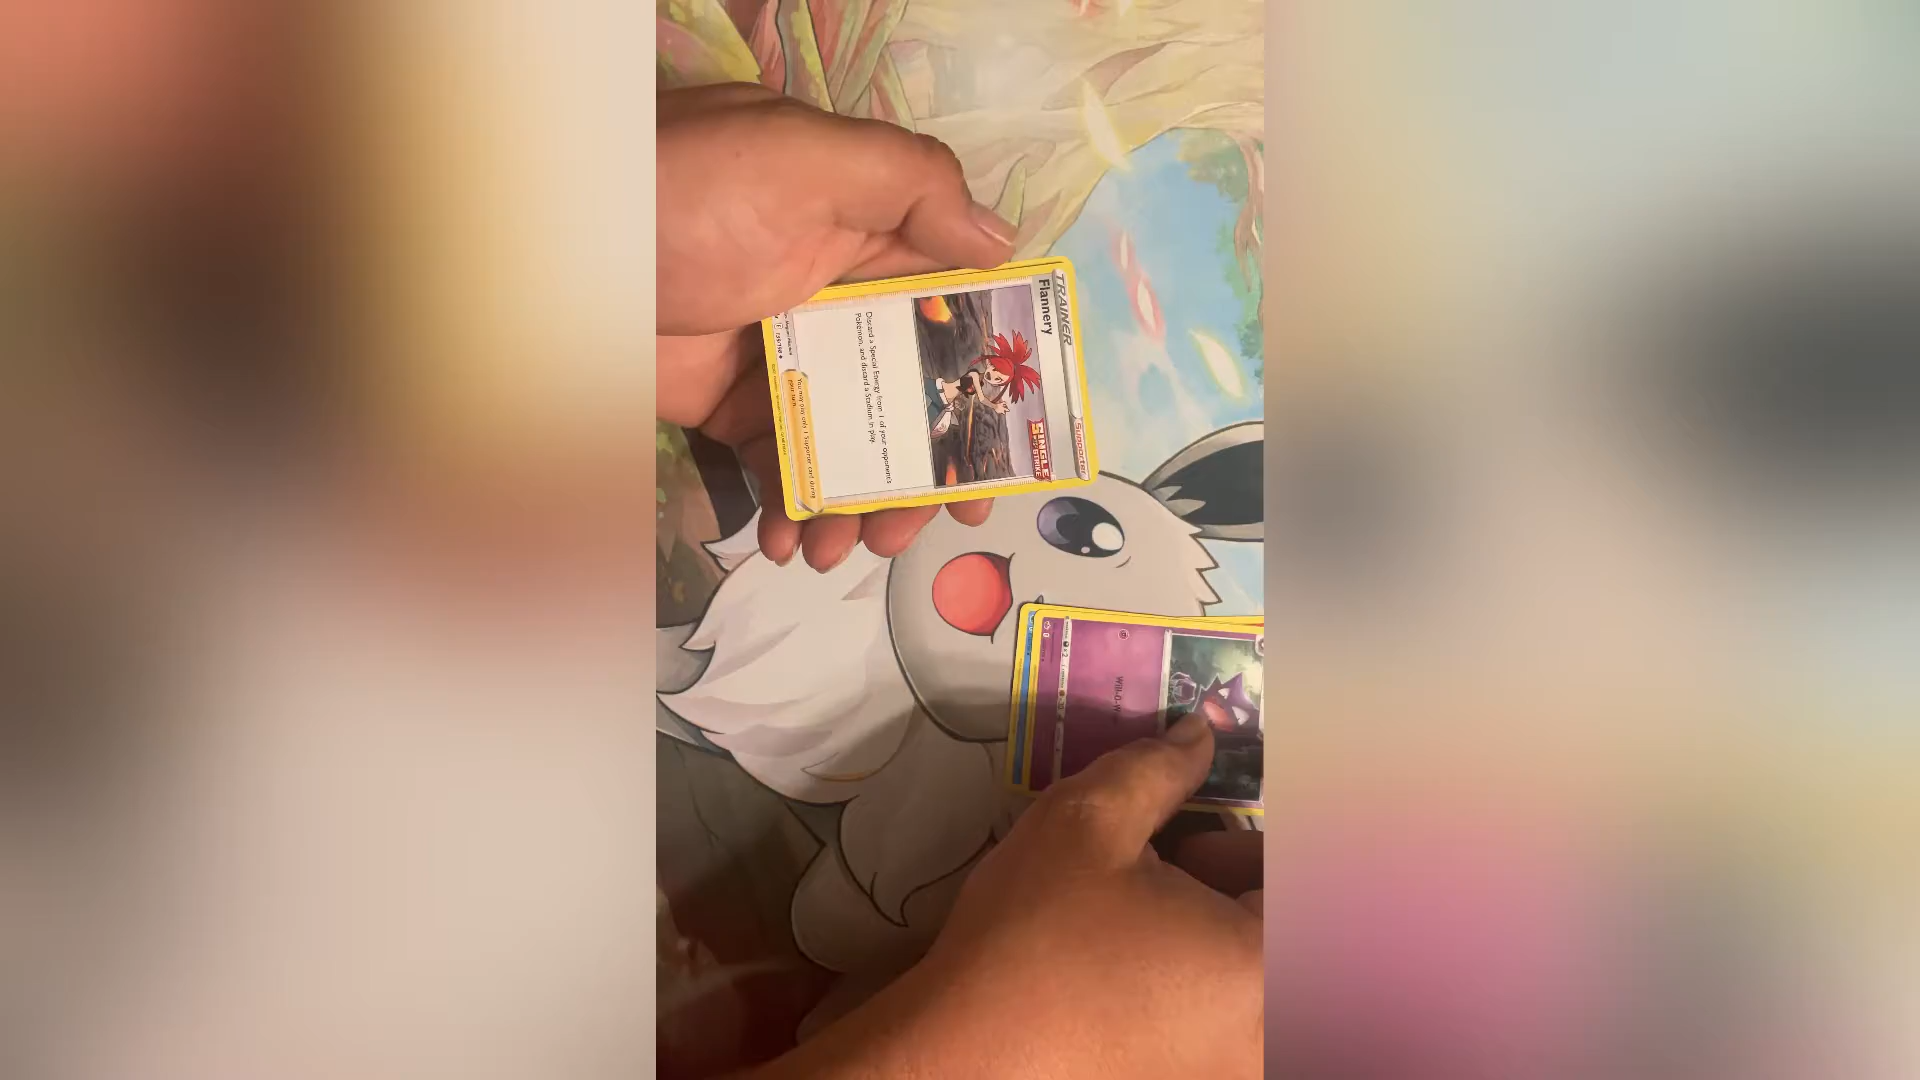 TRAINER
Supporter
Flannery
SINGLE
STRIKE
Discard a Special Energy from 1 of your opponent's
Pokémon, and discard a Stadium in play.
You may play only 1 Supporter card during
your turn.
Will-O-W
×2